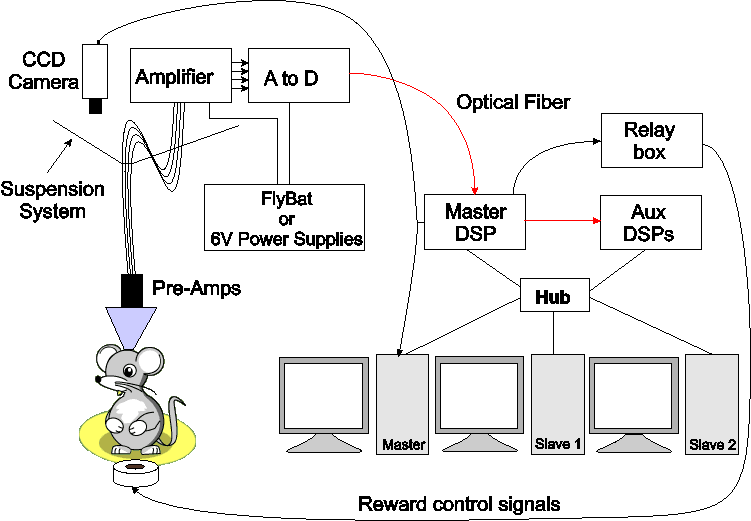 CCD
Camera
Amplifier
A to D
Optical Fiber
Relay
box
Suspension
System
FlyBat
or
6V Power Supplies
Master
DSP
Aux
DSPs
Pre-Amps
Hub
Master
Slave 1
Slave 2
Reward control signals